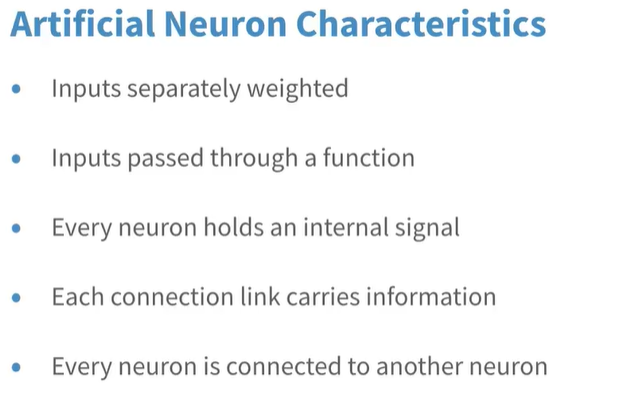 Artificial Neuron Characteristics
• Inputs separately weighted
• Inputs passed through a function
• Every neuron holds an internal signal
• Each connection link carries information
• Every neuron is connected to another neuron